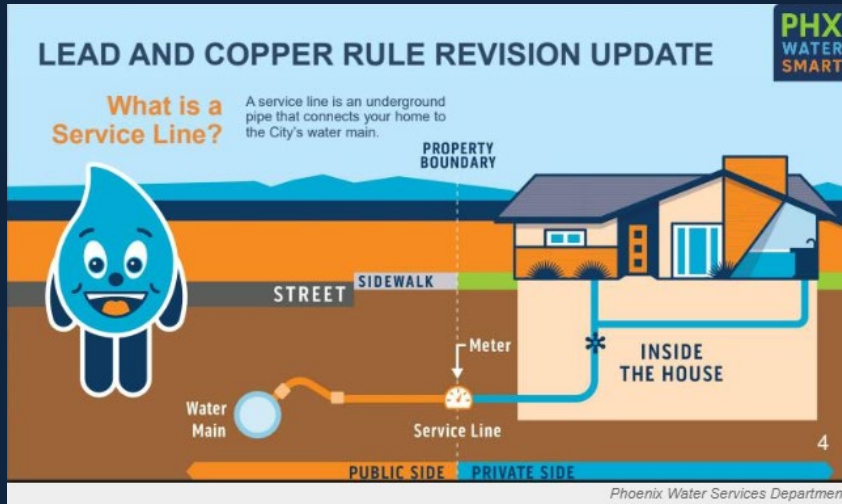 LEAD AND COPPER RULE REVISION UPDATE
PHX
WATER
SMART
What is a
Service Line?
A service line is an underground
pipe that connects your home to
the City's water main.
PROPERTY
BOUNDARY
STREET
SIDEWALK
Meter
INSIDE
THE HOUSE
Water
Main
Service Line
4
PUBLIC SIDE
PRIVATE SIDE
Phoenix Water Services Departmen